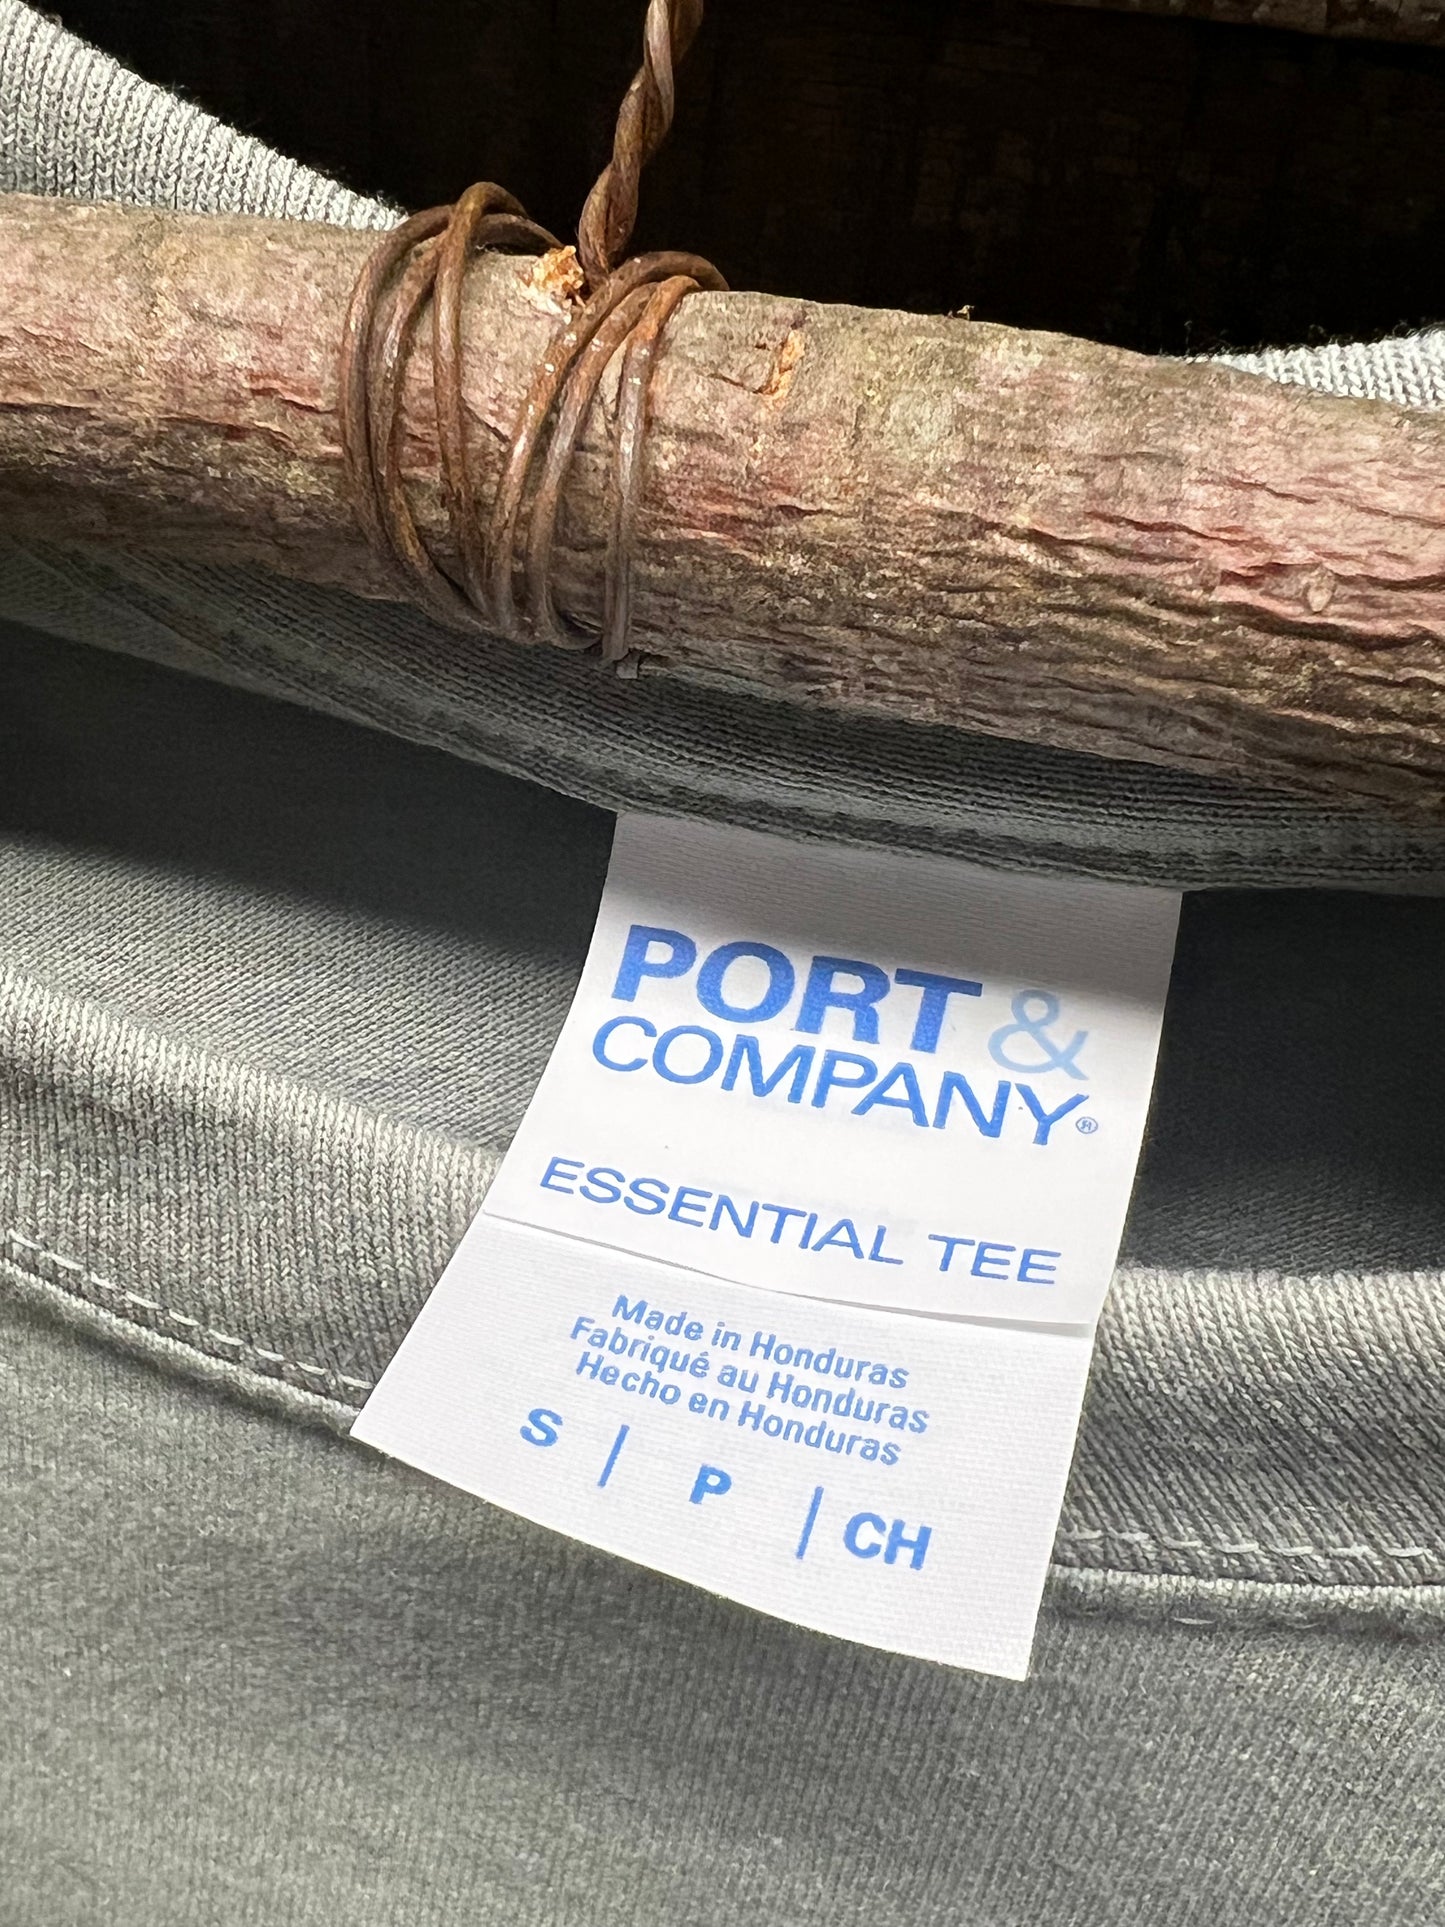 PORT &
COMPANY®
ESSENTIAL TEE
Made in Honduras
Fabriqué au Honduras
Hecho en Honduras
S | P | CH